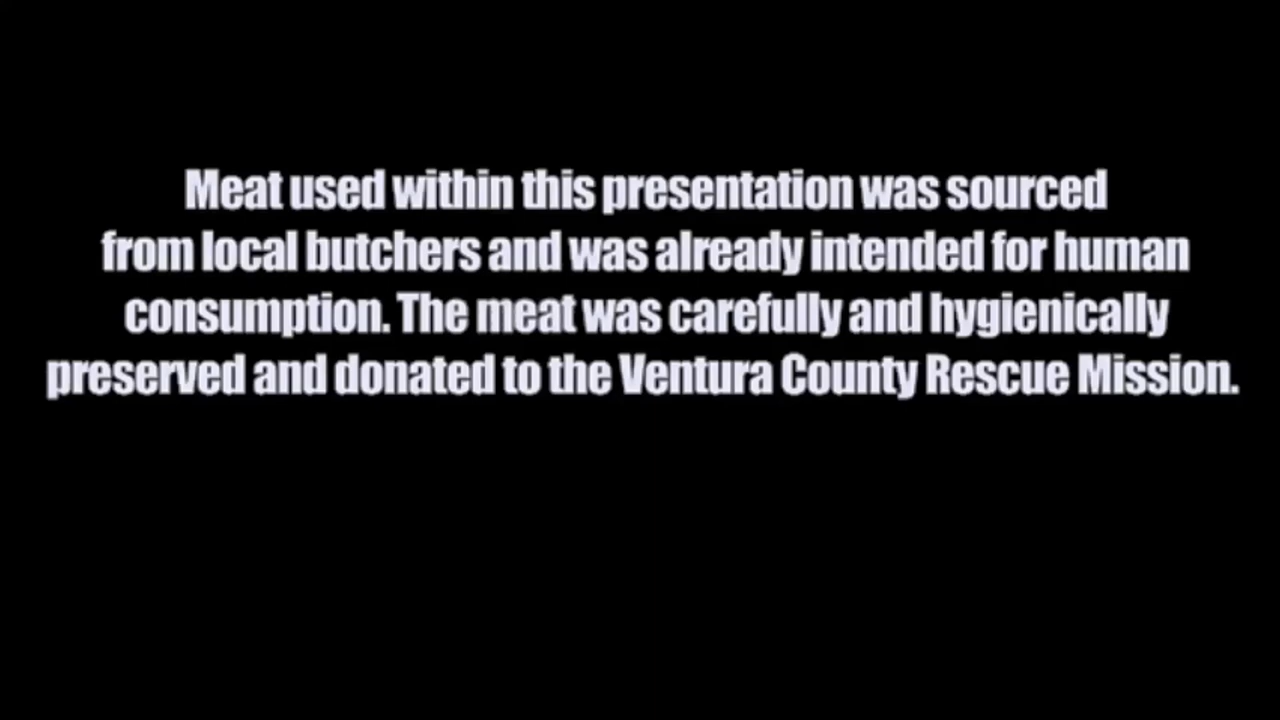 Meat used within this presentation was sourced
from local butchers and was already intended for human
consumption. The meat was carefully and hygienically
preserved and donated to the Ventura County Rescue Mission.